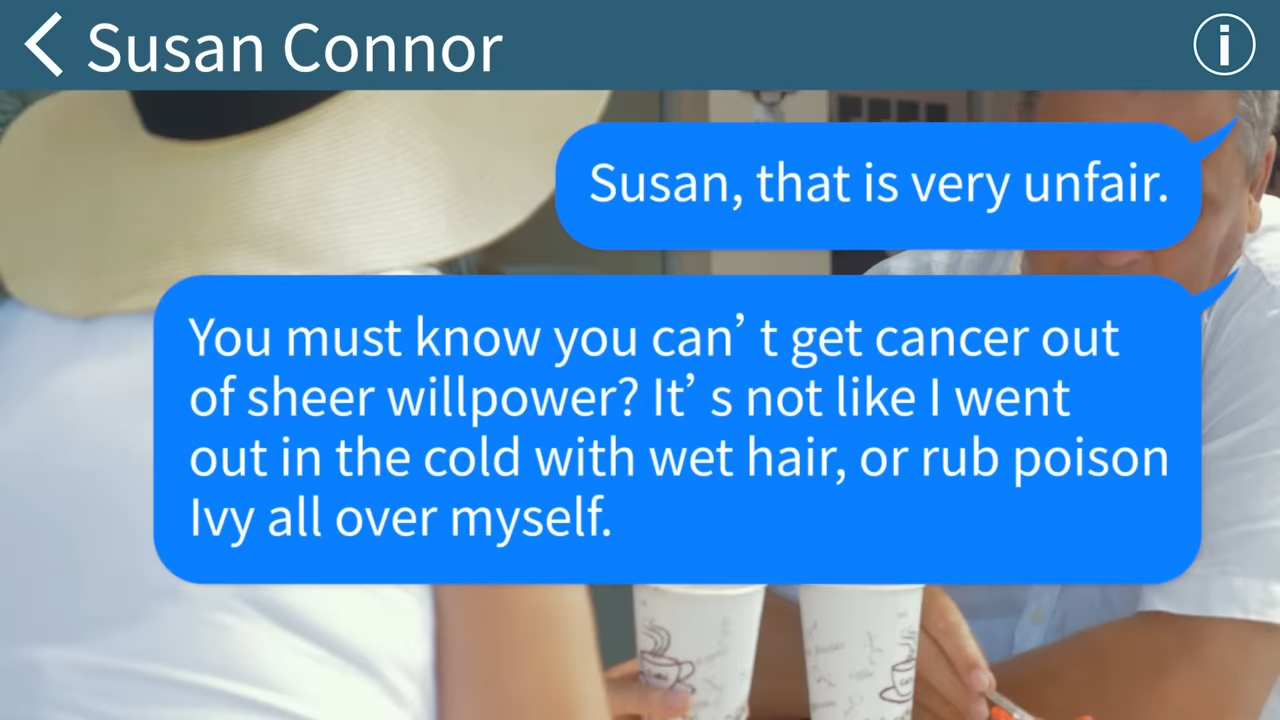 Susan Connor
Susan, that is very unfair.
You must know you can’ t get cancer out
of sheer willpower? It’ s not like I went
out in the cold with wet hair, or rub poison
Ivy all over myself.